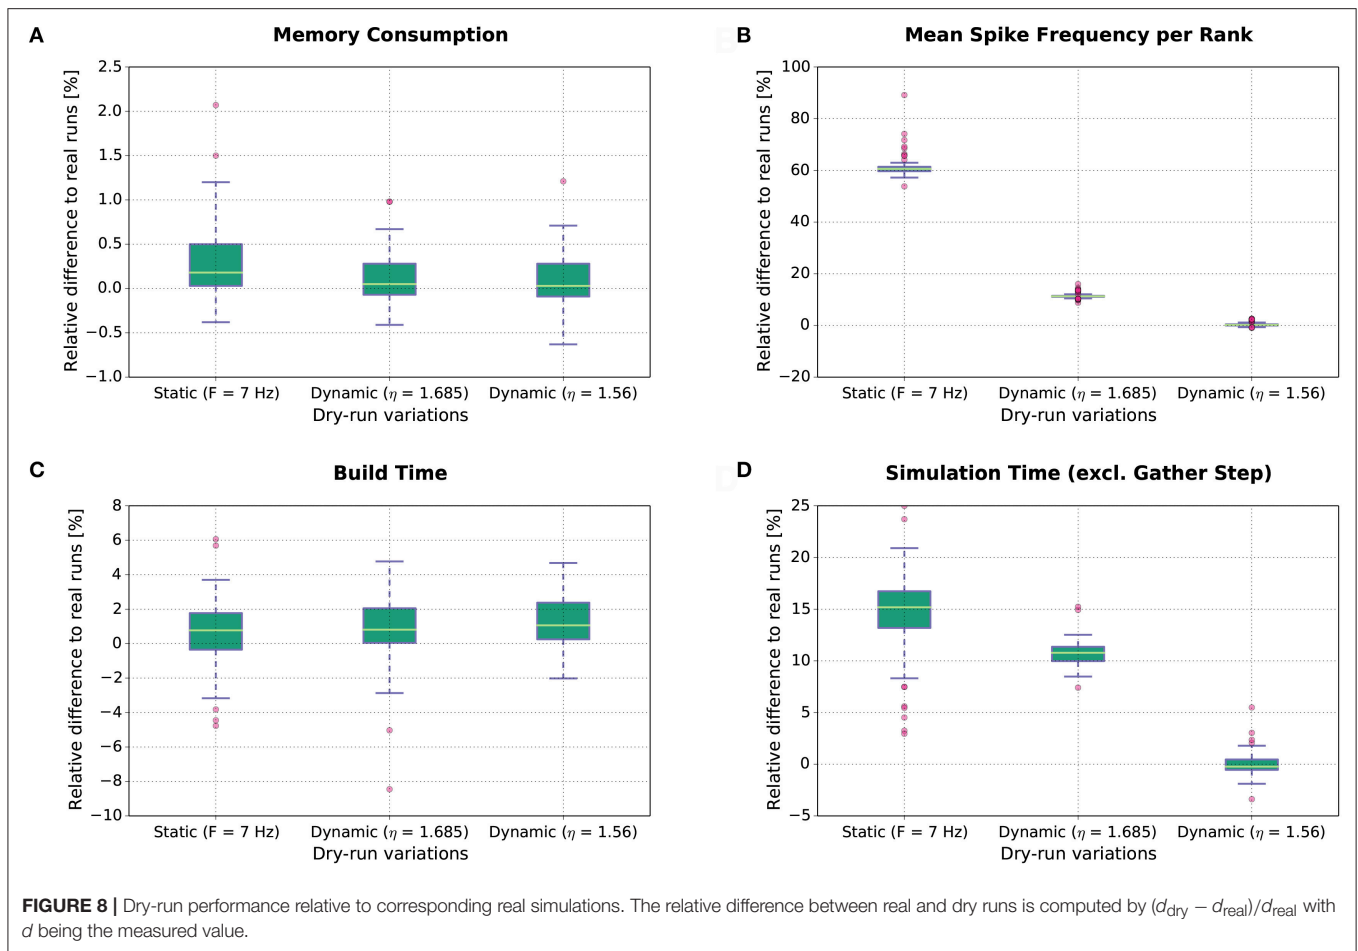 A
Memory Consumption
Relative difference to real runs [%]
2.5
2.0
1.5
1.0
0.5
0.0
−0.5
−1.0
Static (F = 7 Hz) Dynamic (η = 1.685) Dynamic (η = 1.56)
Dry-run variations
B
B
Mean Spike Frequency per Rank
Relative difference to real runs [%]
100
80
60
40
20
0
−20
Static (F = 7 Hz) Dynamic (η = 1.685) Dynamic (η = 1.56)
Dry-run variations
C
Build Time
Relative difference to real runs [%]
8
6
4
2
0
−2
−4
−6
−8
−10
Static (F = 7 Hz) Dynamic (η = 1.685) Dynamic (η = 1.56)
Dry-run variations
D
D
Simulation Time (excl. Gather Step)
Relative difference to real runs [%]
25
20
15
10
5
0
−5
Static (F = 7 Hz) Dynamic (η = 1.685) Dynamic (η = 1.56)
Dry-run variations
FIGURE 8 | Dry-run performance relative to corresponding real simulations. The relative difference between real and dry runs is computed by (d_dry − d_real)/d_real with
d being the measured value.